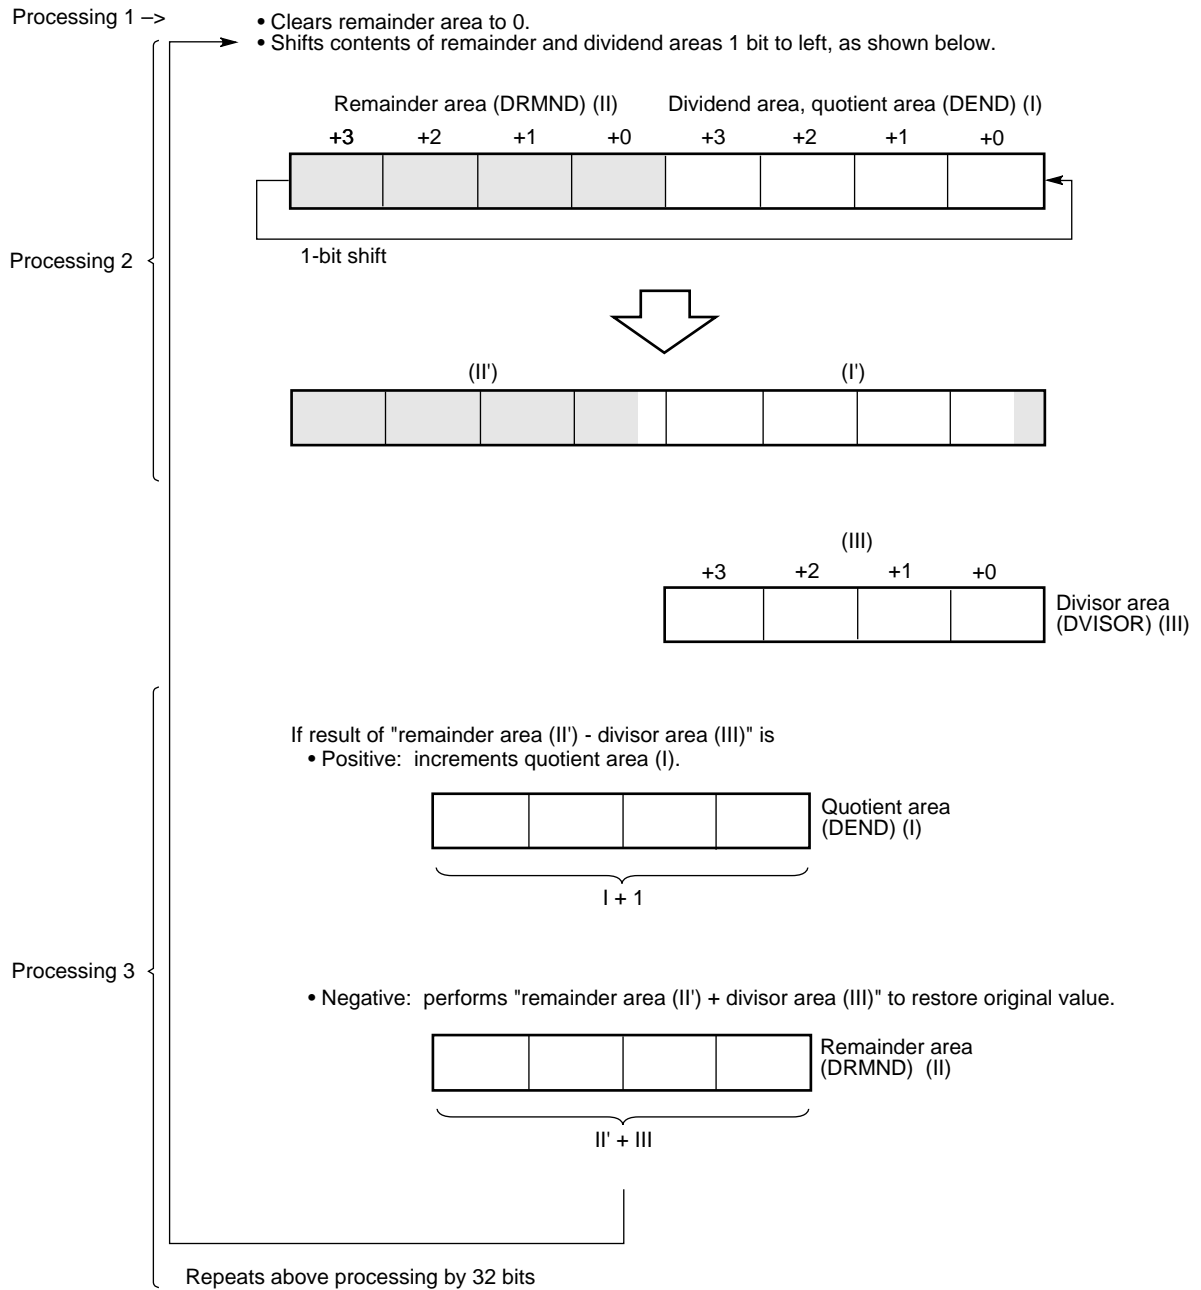 Processing 1 –>
• Clears remainder area to 0.
• Shifts contents of remainder and dividend areas 1 bit to left, as shown below.
Remainder area (DRMND) (II)
Dividend area, quotient area (DEND) (I)
+3 +2 +1 +0 +3 +2 +1 +0
1-bit shift
Processing 2
(II') (I')
(III)
+3 +2 +1 +0
Divisor area
(DVISOR) (III)
If result of "remainder area (II') - divisor area (III)" is
• Positive: increments quotient area (I).
Quotient area
(DEND) (I)
I + 1
Processing 3
• Negative: performs "remainder area (II') + divisor area (III)" to restore original value.
Remainder area
(DRMND) (II)
II' + III
Repeats above processing by 32 bits